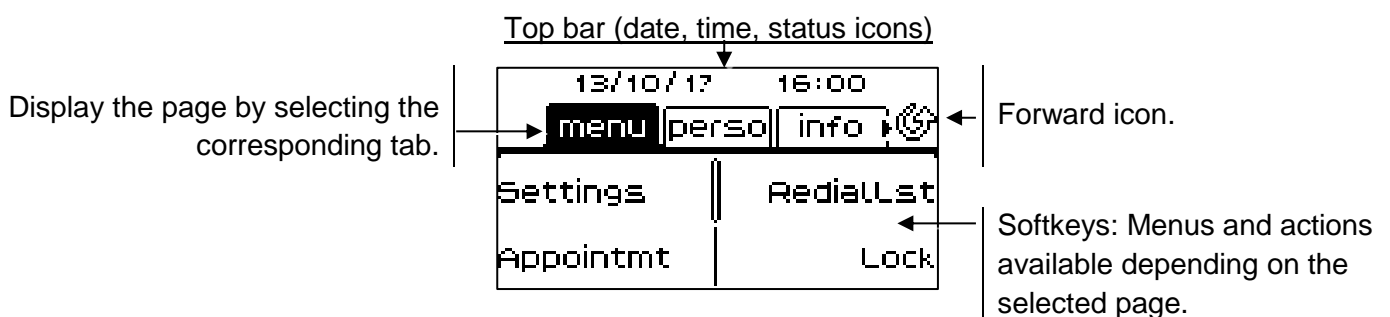 Top bar (date, time, status icons)
13/10/17 16:00
Display the page by selecting the
corresponding tab.
menu perso info
Forward icon.
Settings RedialLst
Appointmt Lock
Softkeys: Menus and actions
available depending on the
selected page.